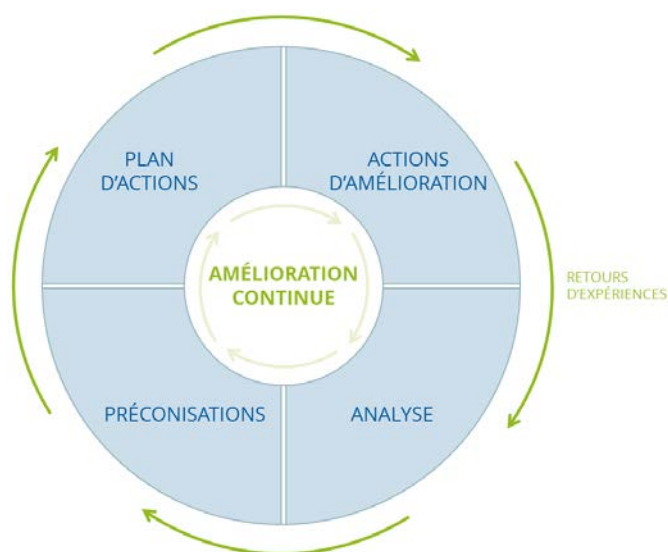 PLAN
D'ACTIONS
ACTIONS
D'AMÉLIORATION
AMÉLIORATION
CONTINUE
RETOURS
D'EXPÉRIENCES
PRÉCONISATIONS
ANALYSE